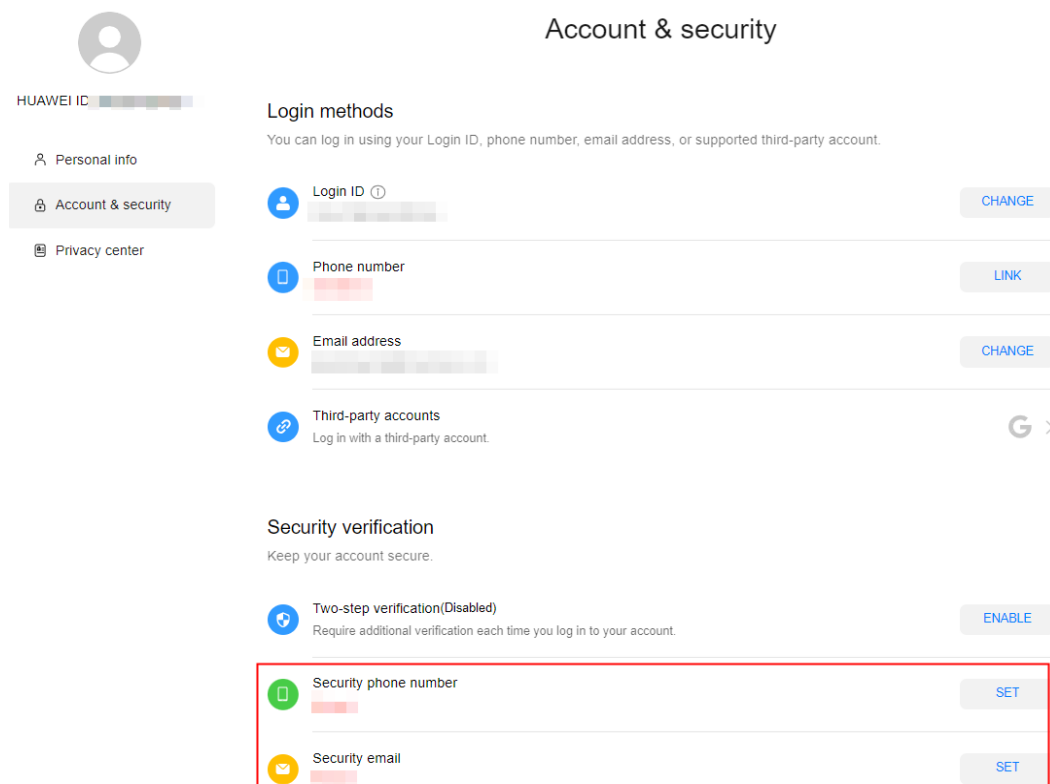 Account & security
HUAWEI ID
Personal info
Account & security
Privacy center
Login methods
You can log in using your Login ID, phone number, email address, or supported third-party account.
Login ID
CHANGE
Phone number
LINK
Email address
CHANGE
Third-party accounts
Log in with a third-party account.
G
Security verification
Keep your account secure.
Two-step verification(Disabled)
Require additional verification each time you log in to your account.
ENABLE
Security phone number
SET
Security email
SET